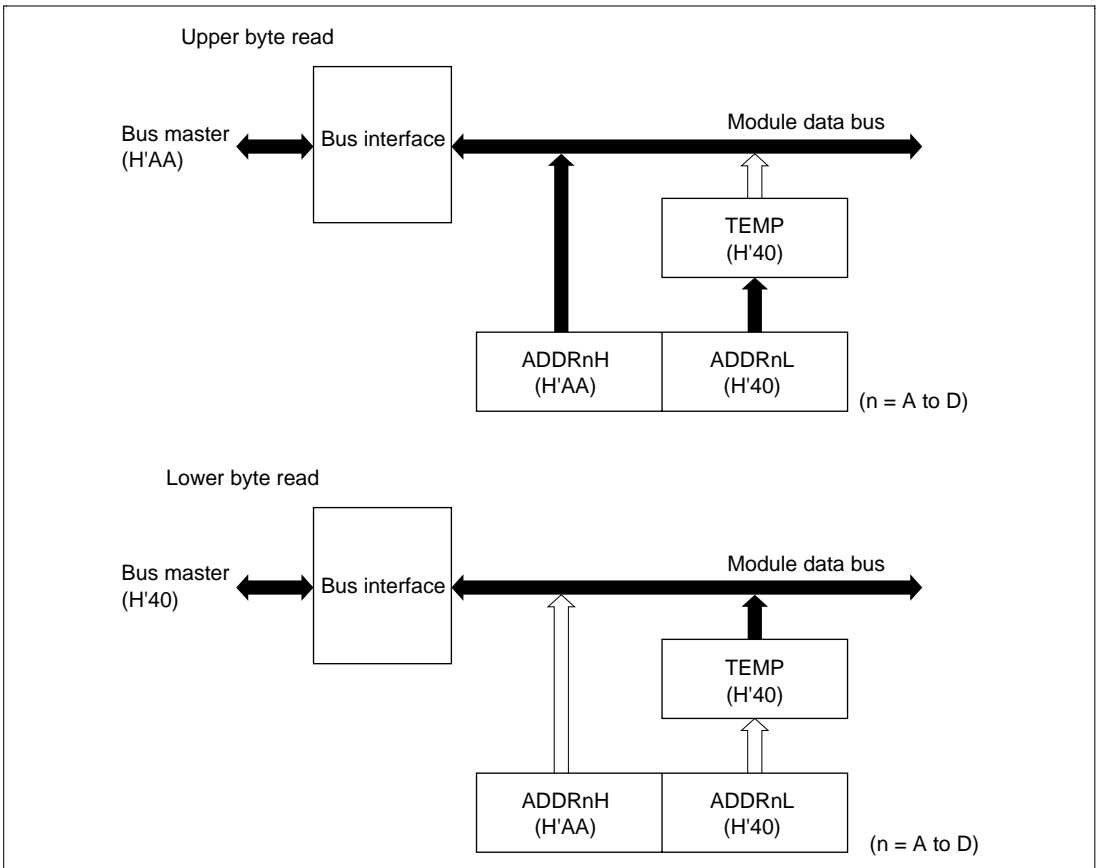 Upper byte read
Bus master
(H'AA)
Bus interface
Module data bus
TEMP
(H'40)
ADDRnH
(H'AA)
ADDRnL
(H'40)
(n = A to D)
Lower byte read
Bus master
(H'40)
Bus interface
Module data bus
TEMP
(H'40)
ADDRnH
(H'AA)
ADDRnL
(H'40)
(n = A to D)